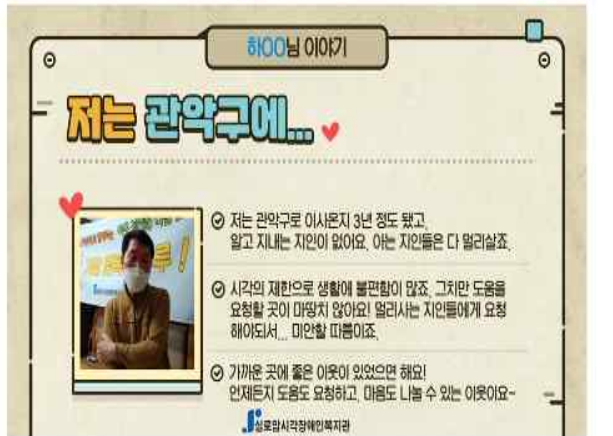 하OO님 이야기
저는 관악구에...
저는 관악구로 이사온지 3년 정도 됐고,
알고 지내는 지인이 없어요. 아는 지인들은 다 멀리살죠.
시각의 제한으로 생활에 불편함이 많죠. 그치만 도움을
요청할 곳이 마땅치 않아요! 멀리사는 지인들에게 요청
해야되서... 미안할 따름이죠.
가까운 곳에 좋은 이웃이 있었으면 해요!
언제든지 도움도 요청하고, 마음도 나눌 수 있는 이웃이요~
실로암시각장애인복지관